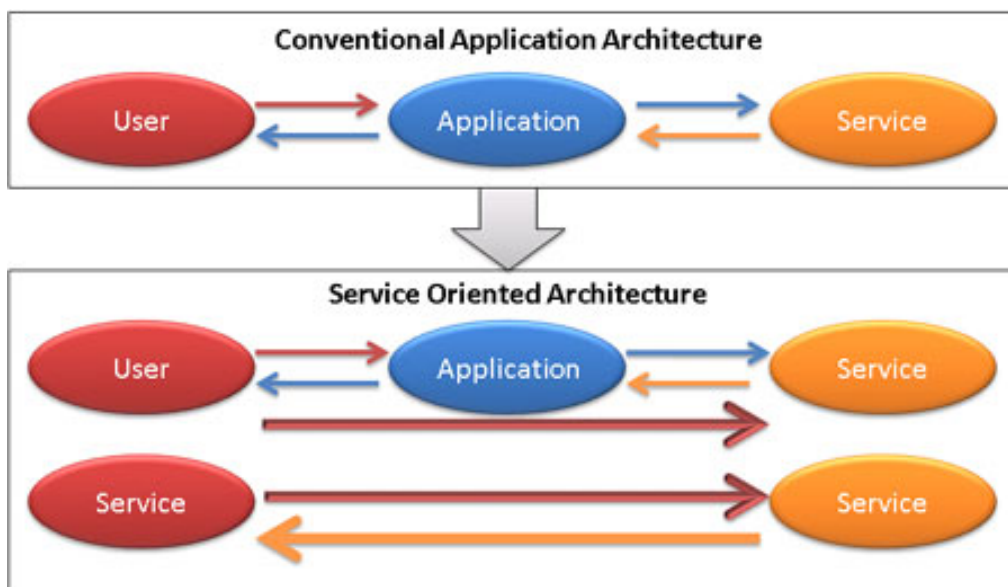 Conventional Application Architecture
User
Application
Service
Service Oriented Architecture
User
Application
Service
Service
Service